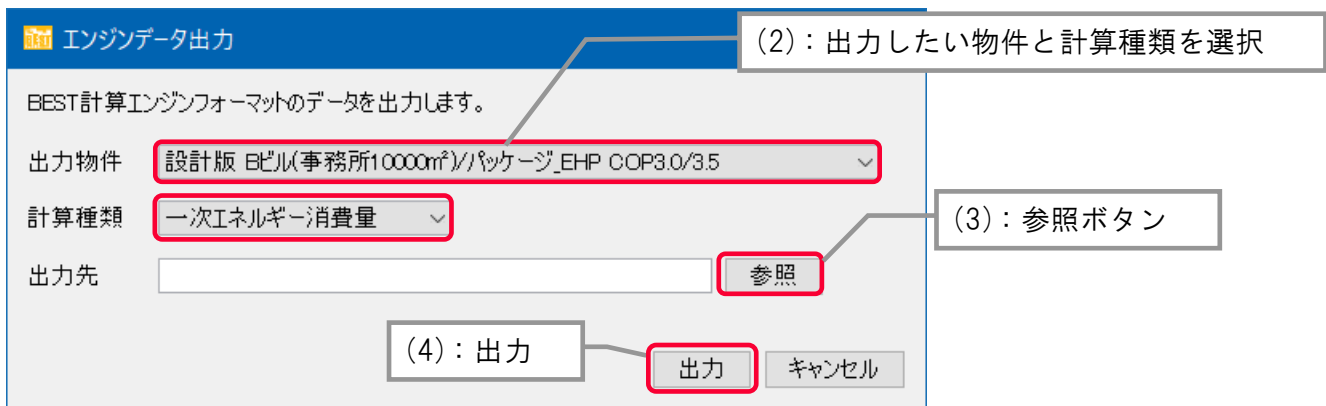 エンジンデータ出力
(2)：出力したい物件と計算種類を選択
BEST計算エンジンフォーマットのデータを出力します。
出力物件 設計版 Bビル(事務所10000㎡)/パッケージ_EHP COP3.0/3.5
計算種類 一次エネルギー消費量
(3)：参照ボタン
出力先 参照
(4)：出力
出力 キャンセル